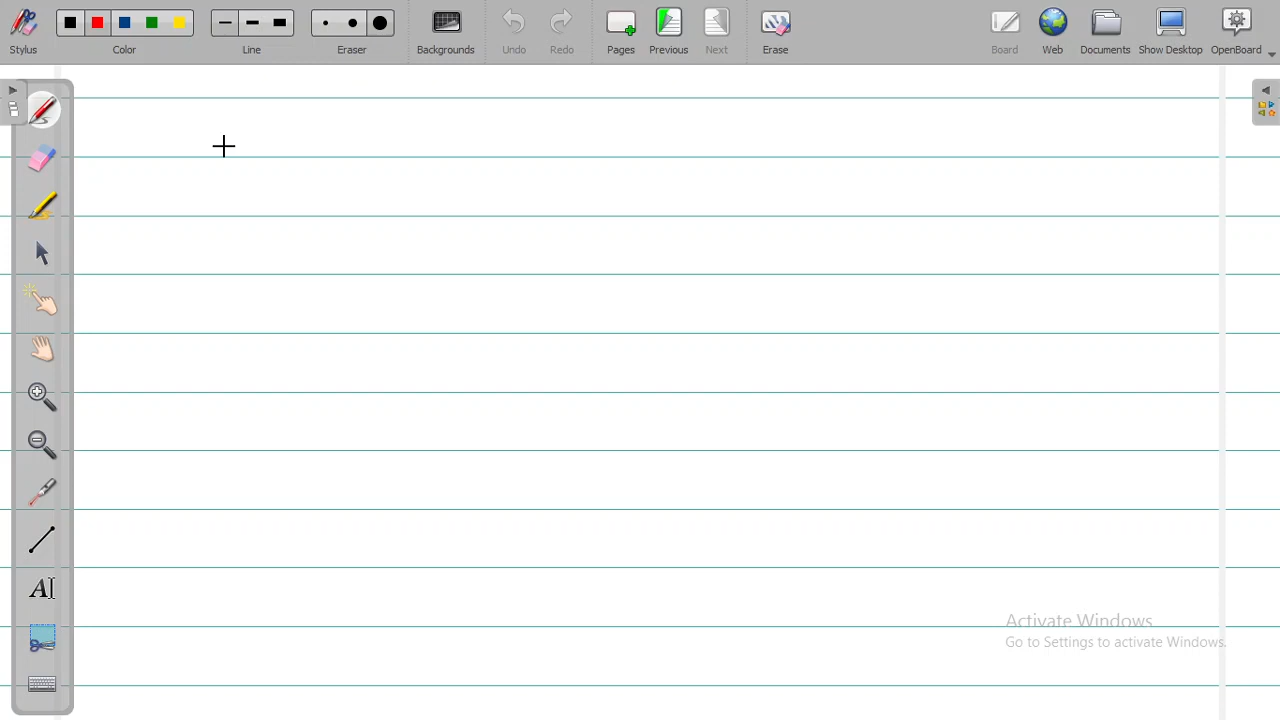 Stylus Color Line Eraser Backgrounds Undo Redo Pages Previous Next Erase Board Web Documents Show Desktop OpenBoard
A
Activate Windows
Go to Settings to activate Windows.